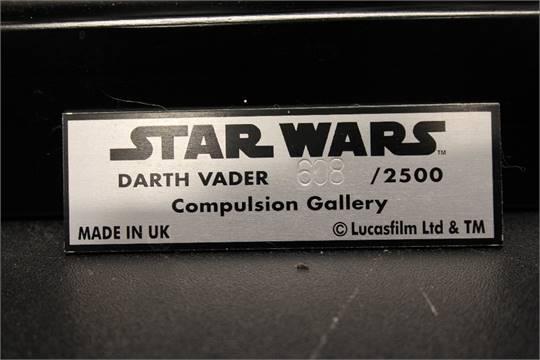 STAR WARS™
DARTH VADER 608 /2500
Compulsion Gallery
MADE IN UK © Lucasfilm Ltd & TM